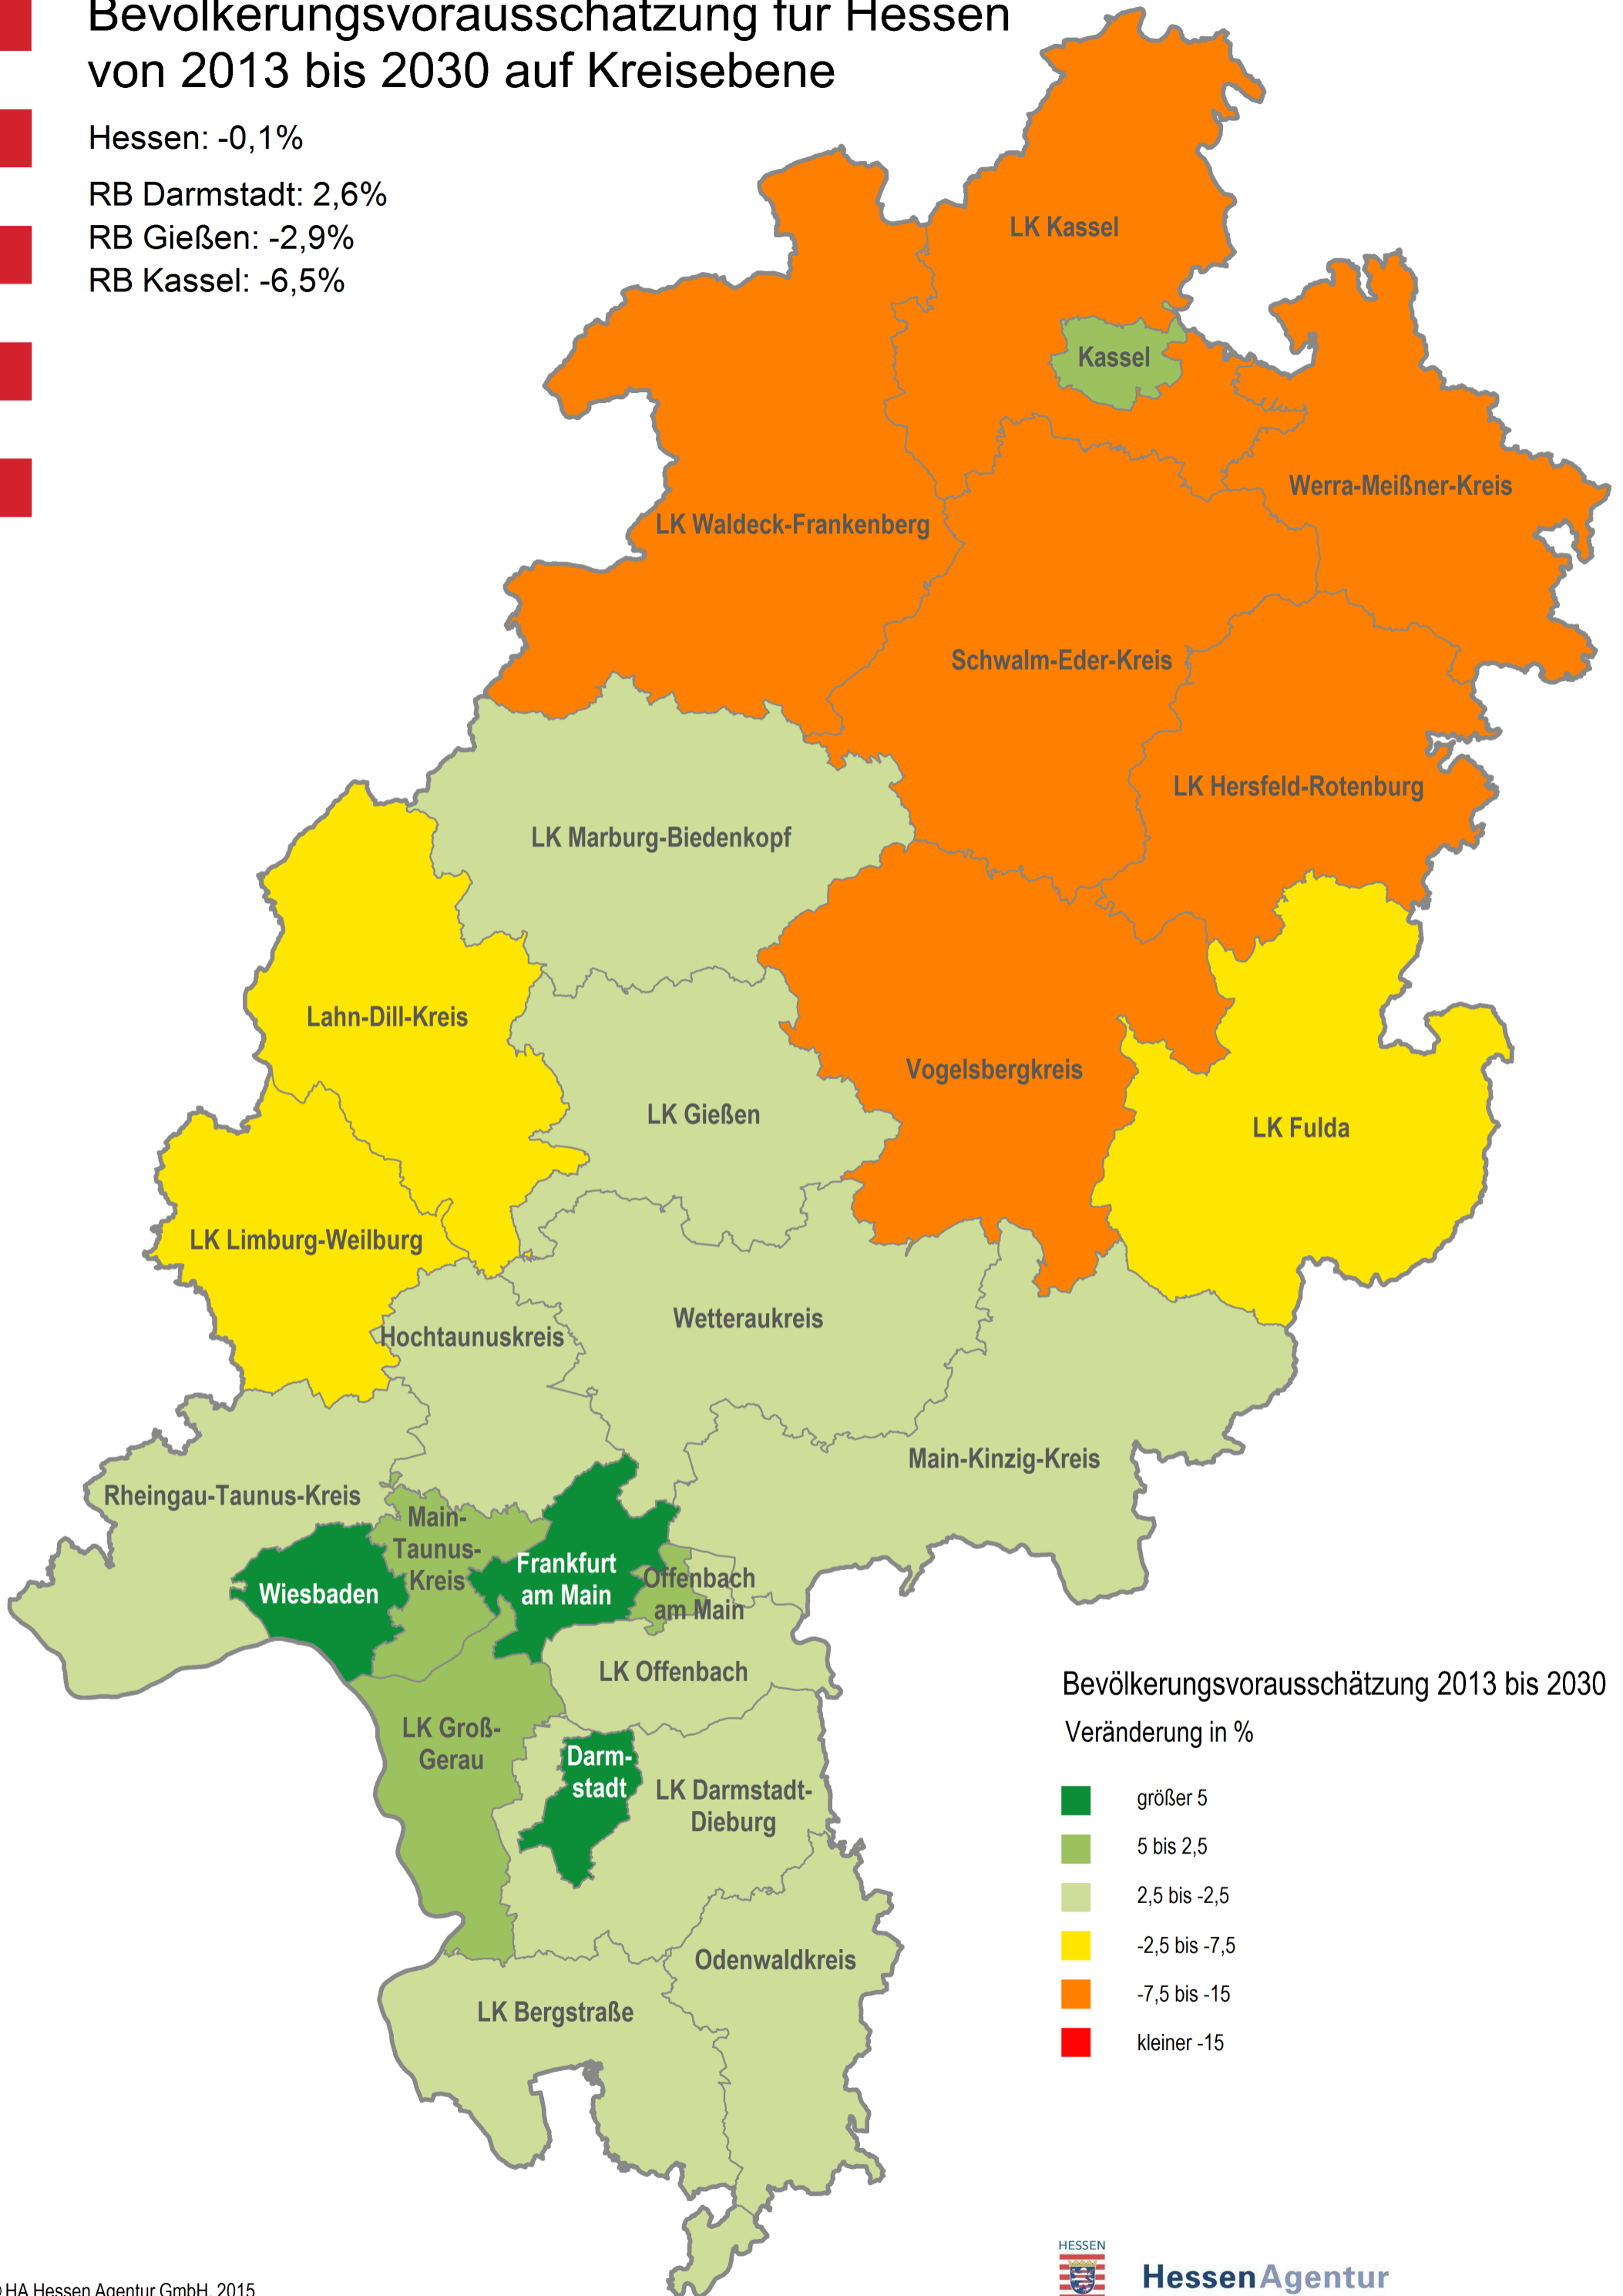 Bevölkerungsvorausschätzung für Hessen
von 2013 bis 2030 auf Kreisebene
Hessen: -0,1%
RB Darmstadt: 2,6%
RB Gießen: -2,9%
RB Kassel: -6,5%
LK Kassel
Kassel
Werra-Meißner-Kreis
LK Waldeck-Frankenberg
Schwalm-Eder-Kreis
LK Hersfeld-Rotenburg
LK Marburg-Biedenkopf
Lahn-Dill-Kreis
Vogelsbergkreis
LK Gießen
LK Fulda
LK Limburg-Weilburg
Wetteraukreis
Hochtaunuskreis
Main-Kinzig-Kreis
Rheingau-Taunus-Kreis
Main-
Taunus-
Kreis
Frankfurt
am Main
Offenbach
am Main
Wiesbaden
LK Offenbach
LK Groß-
Gerau
Darm-
stadt
LK Darmstadt-
Dieburg
Odenwaldkreis
LK Bergstraße
Bevölkerungsvorausschätzung 2013 bis 2030
Veränderung in %
größer 5
5 bis 2,5
2,5 bis -2,5
-2,5 bis -7,5
-7,5 bis -15
kleiner -15
HESSEN
HessenAgentur
© HA Hessen Agentur GmbH, 2015